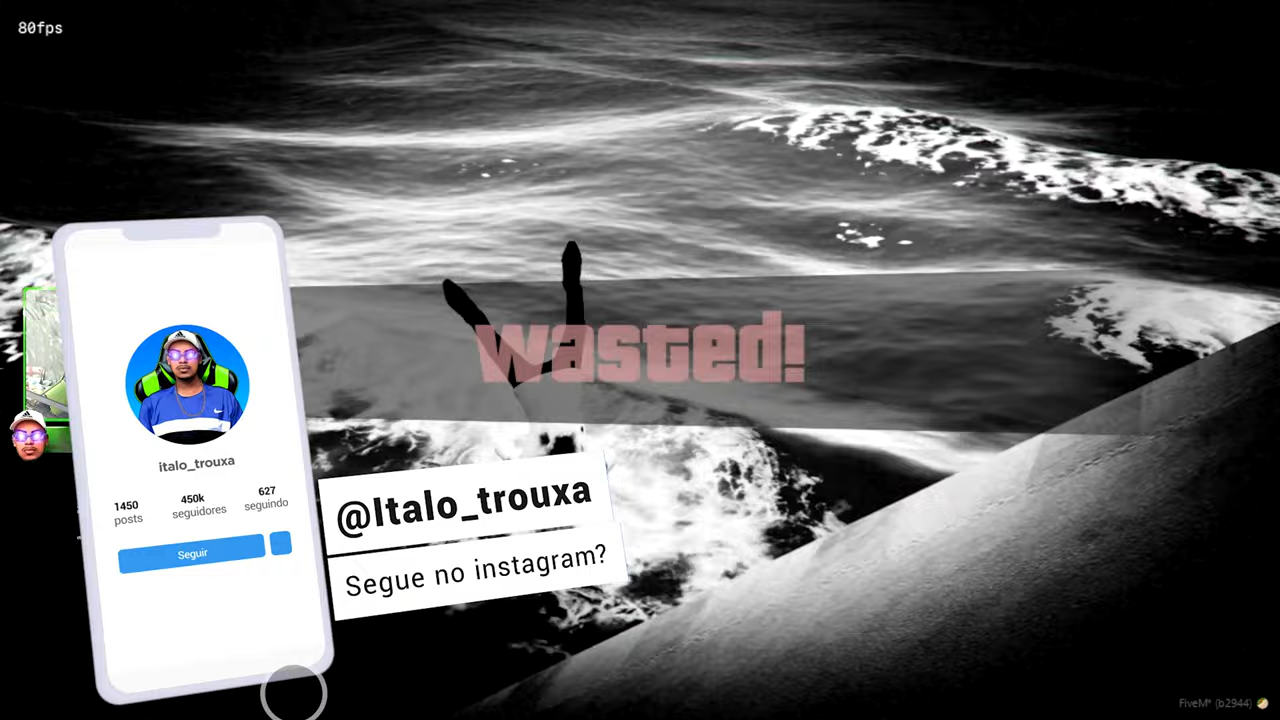 80fps
wasted!
italo_trouxa
1450 posts
450k seguidores
627 seguindo
Seguir
@Italo_trouxa
Segue no instagram?
FiveM* (b2944)